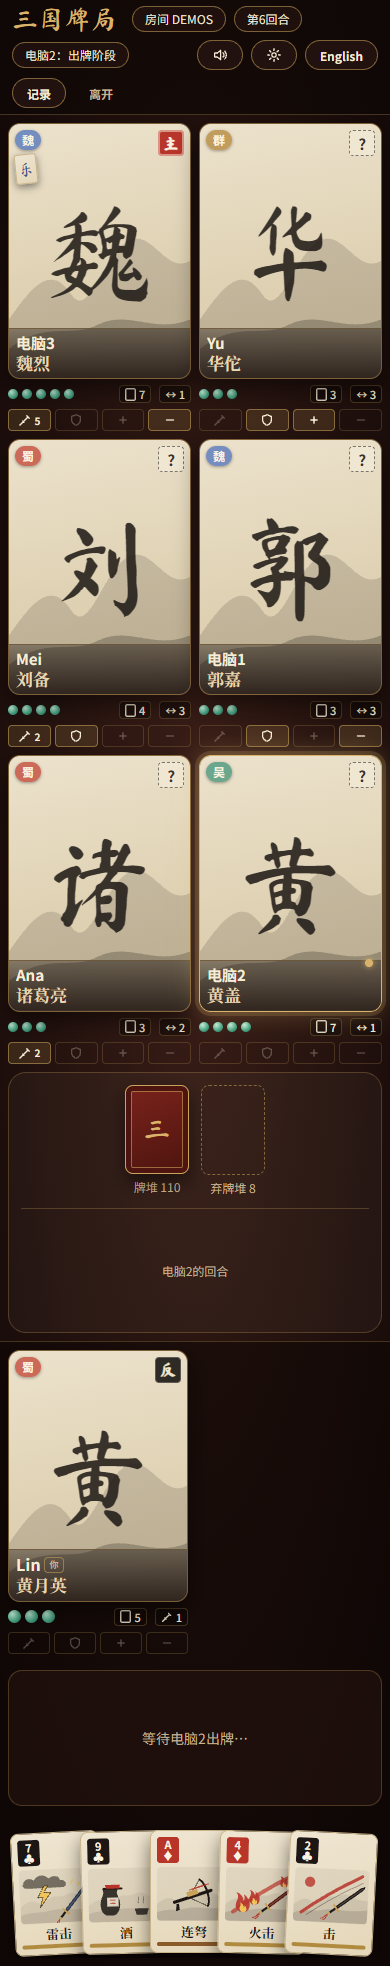 三国牌局
房间 DEMOS
第6回合
电脑2：出牌阶段
English
记录
离开
魏
主
乐
魏
电脑3
魏烈
7
↔1
5
群
?
华
Yu
华佗
3
↔3
蜀
?
刘
Mei
刘备
4
↔3
2
魏
?
郭
电脑1
郭嘉
3
↔3
蜀
?
诸
Ana
诸葛亮
3
↔2
2
吴
?
黄
电脑2
黄盖
7
↔1
三
牌堆 110
弃牌堆 8
电脑2的回合
蜀
反
黄
Lin 你
黄月英
5
1
等待电脑2出牌…
7♣
雷击
9♣
酒
A♦
连弩
4♦
火击
2♣
击